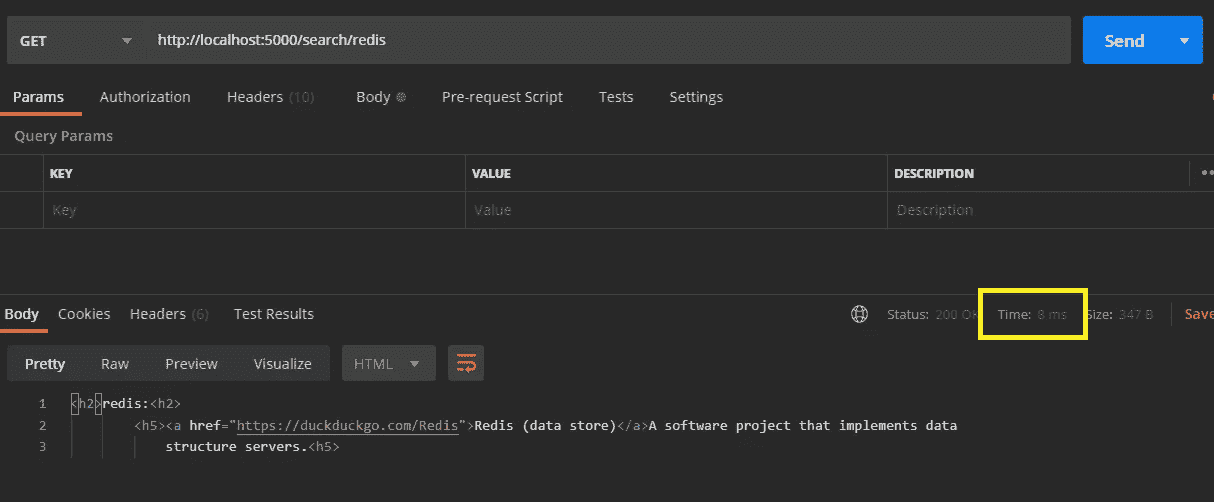 GET http://localhost:5000/search/redis Send
Params Authorization Headers (10) Body Pre-request Script Tests Settings
Query Params
KEY VALUE DESCRIPTION
Key Value Description
Body Cookies Headers (6) Test Results Status: 200 OK Time: 8 ms Size: 347 B Save
Pretty Raw Preview Visualize HTML
1 <h2>redis:<h2>
2 <h5><a href="https://duckduckgo.com/Redis">Redis (data store)</a>A software project that implements data
3 structure servers.<h5>